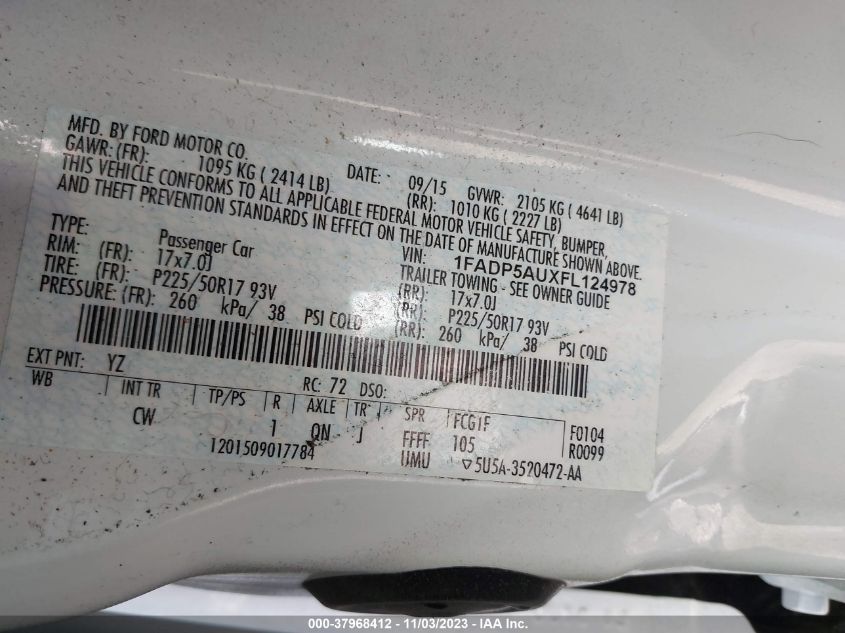 MFD. BY FORD MOTOR CO.
DATE: 09/15 GVWR: 2105 KG ( 4641 LB)
GAWR: (FR): 1095 KG ( 2414 LB) (RR): 1010 KG ( 2227 LB)
THIS VEHICLE CONFORMS TO ALL APPLICABLE FEDERAL MOTOR VEHICLE SAFETY, BUMPER,
AND THEFT PREVENTION STANDARDS IN EFFECT ON THE DATE OF MANUFACTURE SHOWN ABOVE.
VIN: 1FADP5AUXFL124978
TYPE: Passenger Car TRAILER TOWING - SEE OWNER GUIDE
RIM: (FR): 17x7.0J (RR): 17x7.0J
TIRE: (FR): P225/50R17 93V (RR): P225/50R17 93V
PRESSURE: (FR): 260 kPa/ 38 PSI COLD (RR): 260 kPa/ 38 PSI COLD
EXT PNT: YZ RC: 72 DSO:
WB INT TR TP/PS R AXLE TR SPR FCG1F F0104
CW 1 QN J FFFF 105 R0099
1201509017784 UMU ▽5U5A-3520472-AA
000-37968412 - 11/03/2023 - IAA Inc.